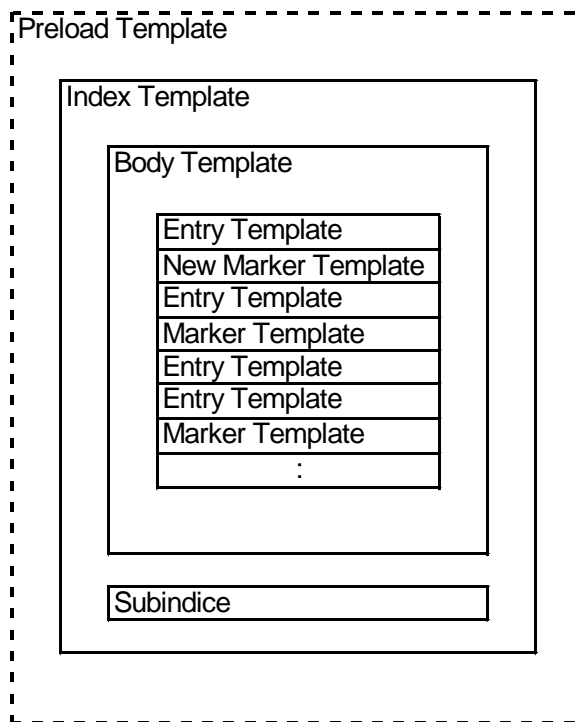 Preload Template
Index Template
Body Template
Entry Template
New Marker Template
Entry Template
Marker Template
Entry Template
Entry Template
Marker Template
:
Subindice